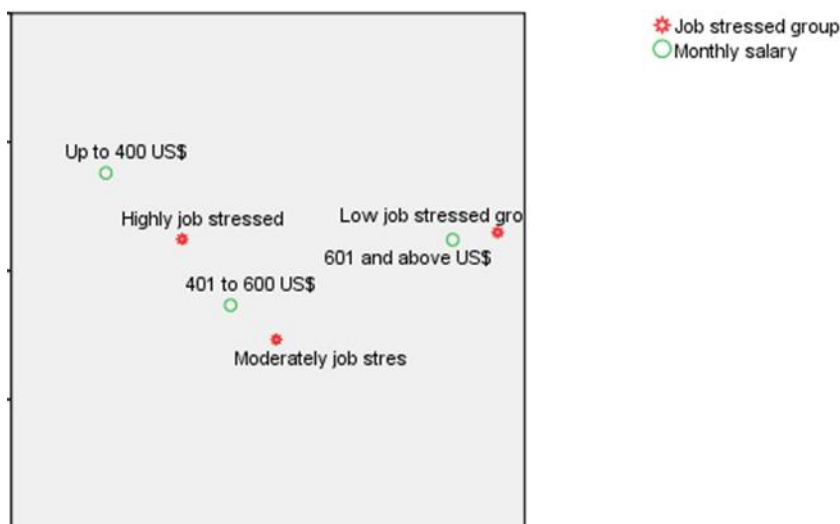 Job stressed group
Monthly salary
Up to 400 US$
Highly job stressed
Low job stressed gro
601 and above US$
401 to 600 US$
Moderately job stres